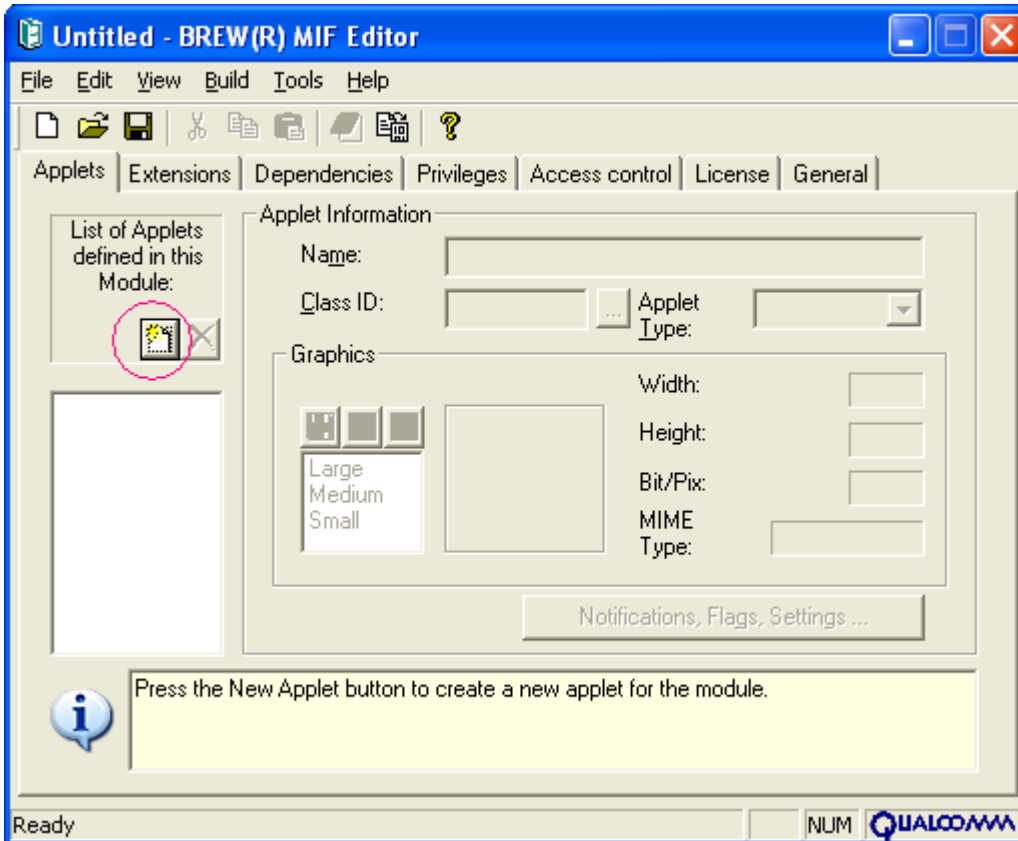 Untitled - BREW(R) MIF Editor
File Edit View Build Tools Help
Applets Extensions Dependencies Privileges Access control License General
List of Applets
defined in this
Module:
Applet Information
Name:
Class ID:
...
Applet
Type:
Graphics
Large
Medium
Small
Width:
Height:
Bit/Pix:
MIME
Type:
Notifications, Flags, Settings ...
Press the New Applet button to create a new applet for the module.
Ready
NUM
QUALCOMM